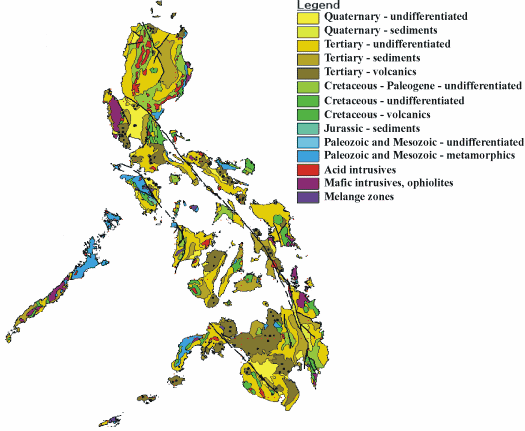 Legend
Quaternary - undifferentiated
Quaternary - sediments
Tertiary - undifferentiated
Tertiary - sediments
Tertiary - volcanics
Cretaceous - Paleogene - undifferentiated
Cretaceous - undifferentiated
Cretaceous - volcanics
Jurassic - sediments
Paleozoic and Mesozoic - undifferentiated
Paleozoic and Mesozoic - metamorphics
Acid intrusives
Mafic intrusives, ophiolites
Melange zones